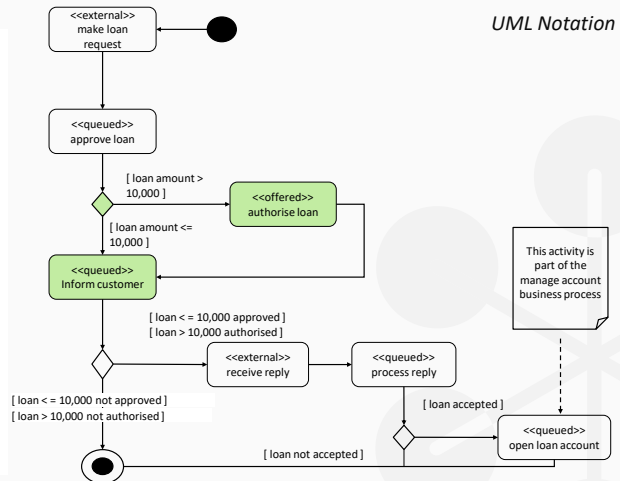 UML Notation
<<external>>
make loan
request
<<queued>>
approve loan
[ loan amount >
10,000 ]
<<offered>>
authorise loan
[ loan amount <=
10,000 ]
<<queued>>
Inform customer
This activity is
part of the
manage account
business process
[ loan < = 10,000 approved ]
[ loan > 10,000 authorised ]
<<external>>
receive reply
<<queued>>
process reply
[ loan < = 10,000 not approved ]
[ loan > 10,000 not authorised ]
[ loan accepted ]
<<queued>>
open loan account
[ loan not accepted ]